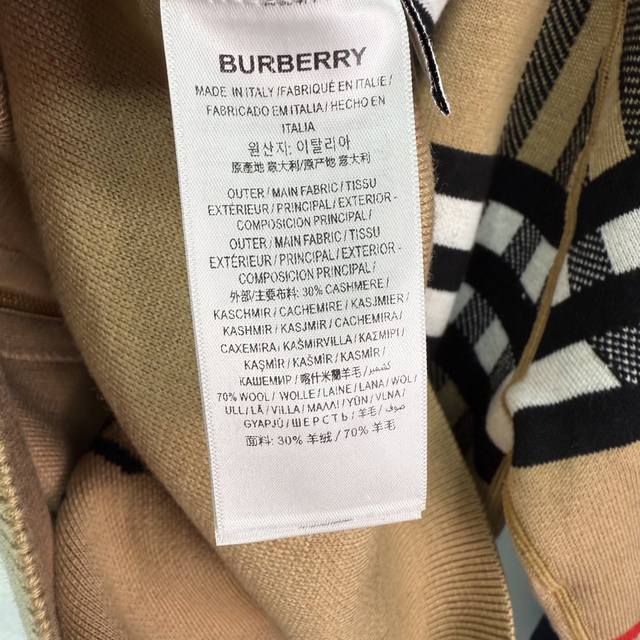 BURBERRY
MADE IN ITALY / FABRIQUÉ EN ITALIE /
FABRICADO EM ITALIA / HECHO EN
ITALIA
원산지: 이탈리아
原產地 意大利/原产地 意大利
OUTER / MAIN FABRIC / TISSU
EXTÉRIEUR / PRINCIPAL / EXTERIOR -
COMPOSICIÓN PRINCIPAL /
OUTER / MAIN FABRIC / TISSU
EXTÉRIEUR / PRINCIPAL / EXTERIOR -
COMPOSICIÓN PRINCIPAL /
外部/主要布料: 30% CASHMERE /
KASCHMIR / CACHEMIRE / KASJMIER /
KASHMIR / KASJMIR / CACHEMIRA /
CAXEMIRA / KAŠMIRVILLA / ΚΑΣΜΙΡΙ /
KAŞMİR / KAŠMÍR / KASMÍR /
КАШЕМИР / 喀什米蘭羊毛 / كشمير /
70% WOOL / WOLLE / LAINE / LANA / WOL /
ULL / LÃ / VILLA / ΜΑΛΛΙ / YÜN / VLNA /
GYAPJÚ / ШЕРСТЬ / 羊毛 / صوف /
面料: 30% 羊绒 / 70% 羊毛